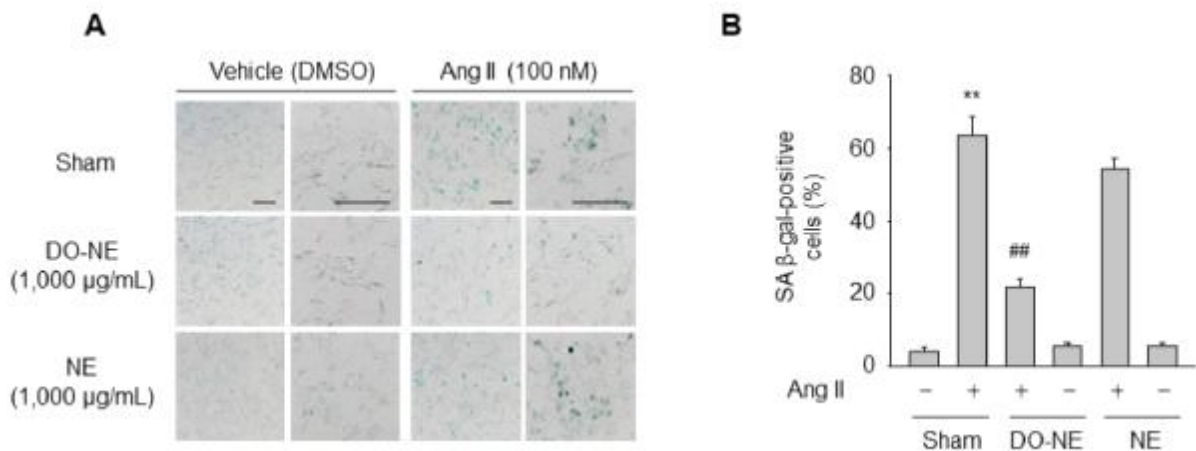 A
Vehicle (DMSO)
Ang II (100 nM)
Sham
DO-NE
(1,000 µg/mL)
NE
(1,000 µg/mL)
B
SA β-gal-positive
cells (%)
80
60
40
20
0
**
##
Ang II
− + + − + −
Sham DO-NE NE